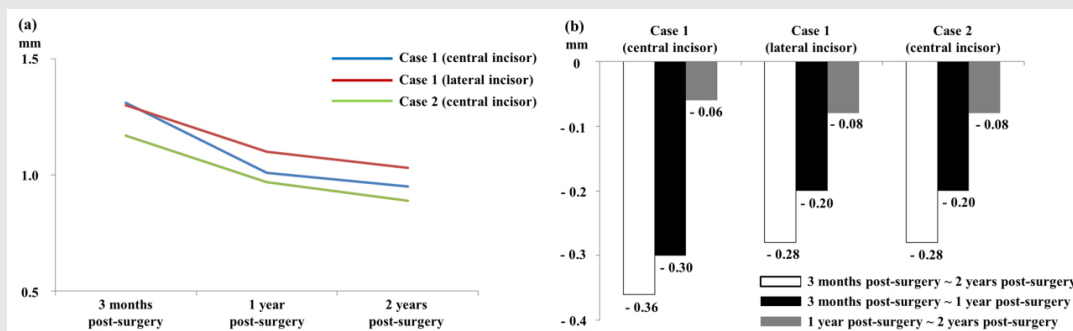 (a)
mm
1.5
1.0
0.5
Case 1 (central incisor)
Case 1 (lateral incisor)
Case 2 (central incisor)
3 months
post-surgery
1 year
post-surgery
2 years
post-surgery
(b)
mm
Case 1
(central incisor)
Case 1
(lateral incisor)
Case 2
(central incisor)
0
- 0.1
- 0.2
- 0.3
- 0.4
- 0.36
- 0.30
- 0.06
- 0.28
- 0.20
- 0.08
- 0.28
- 0.20
- 0.08
3 months post-surgery ~ 2 years post-surgery
3 months post-surgery ~ 1 year post-surgery
1 year post-surgery ~ 2 years post-surgery